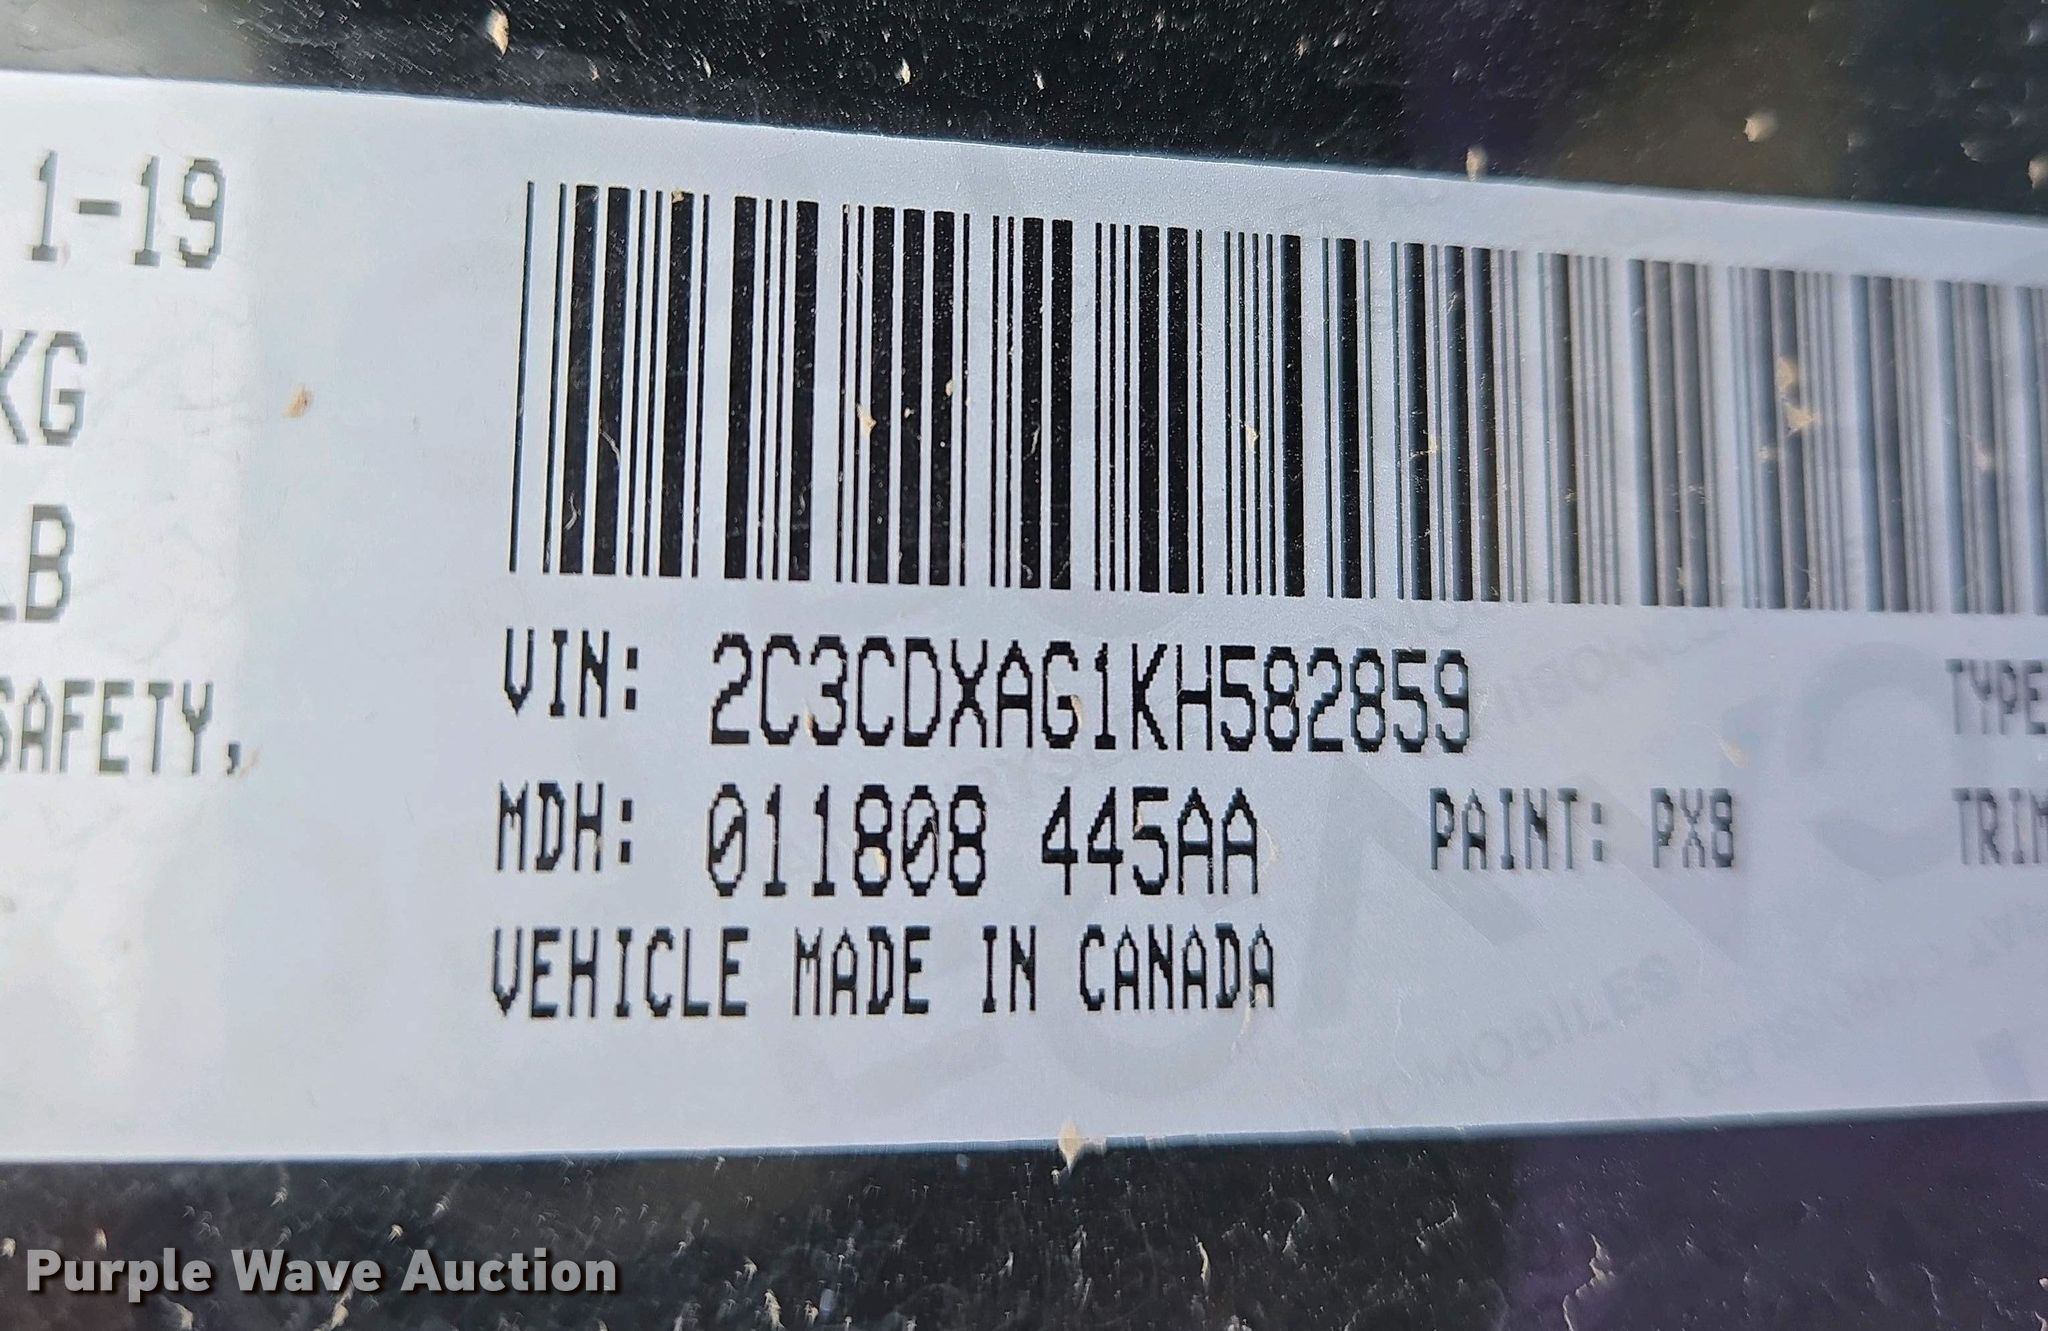 1-19
KG
LB
SAFETY,
VIN: 2C3CDXAG1KH582859
TYPE
MDH: 011808 445AA PAINT: PX8 TRIM
VEHICLE MADE IN CANADA
Purple Wave Auction